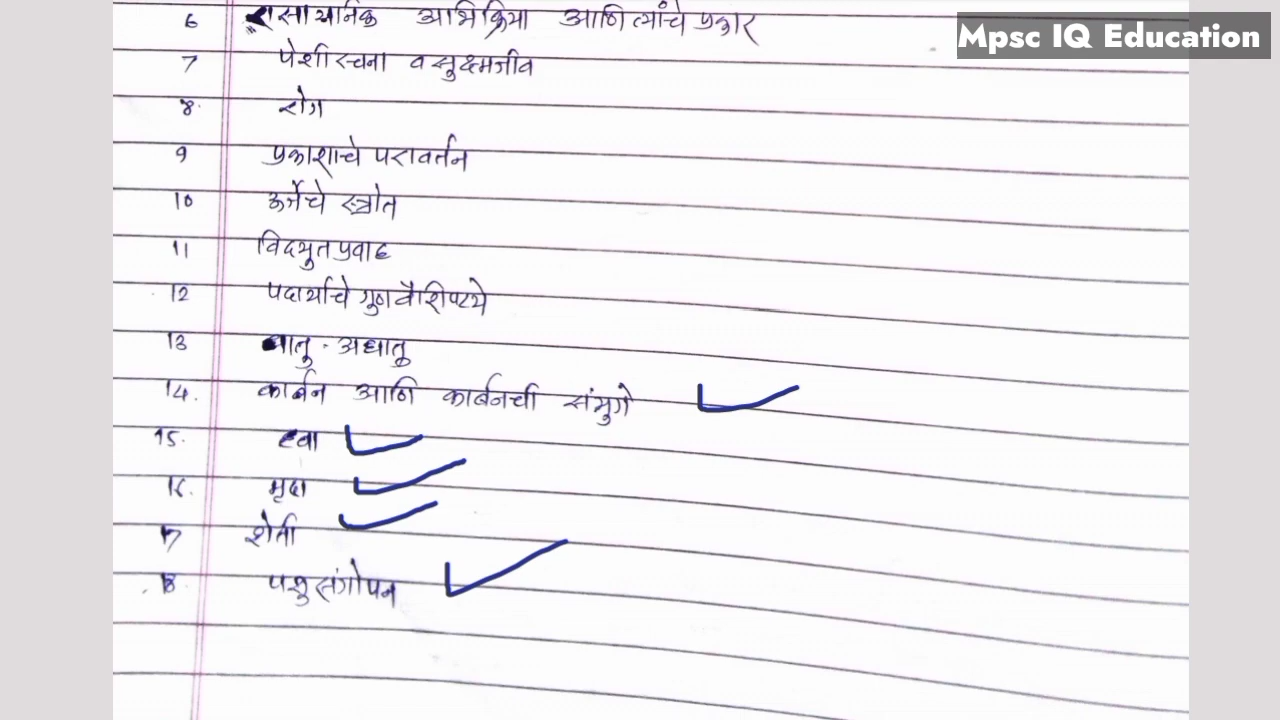 Mpsc IQ Education
6 रासायनिक अभिक्रिया आणि त्यांचे प्रकार
7 पेशीरचना व सुक्ष्मजीव
8. रोग
9 प्रकाशाचे परावर्तन
10 ऊर्जेचे स्त्रोत
11 विदयुतप्रवाह
12 पदार्थाचे गुणवैशिष्टये
13 धातु - अधातु
14. कार्बन आणि कार्बनची संयुगे
15. हवा
16. मृदा
17 शेती
18. पशुसंगोपन